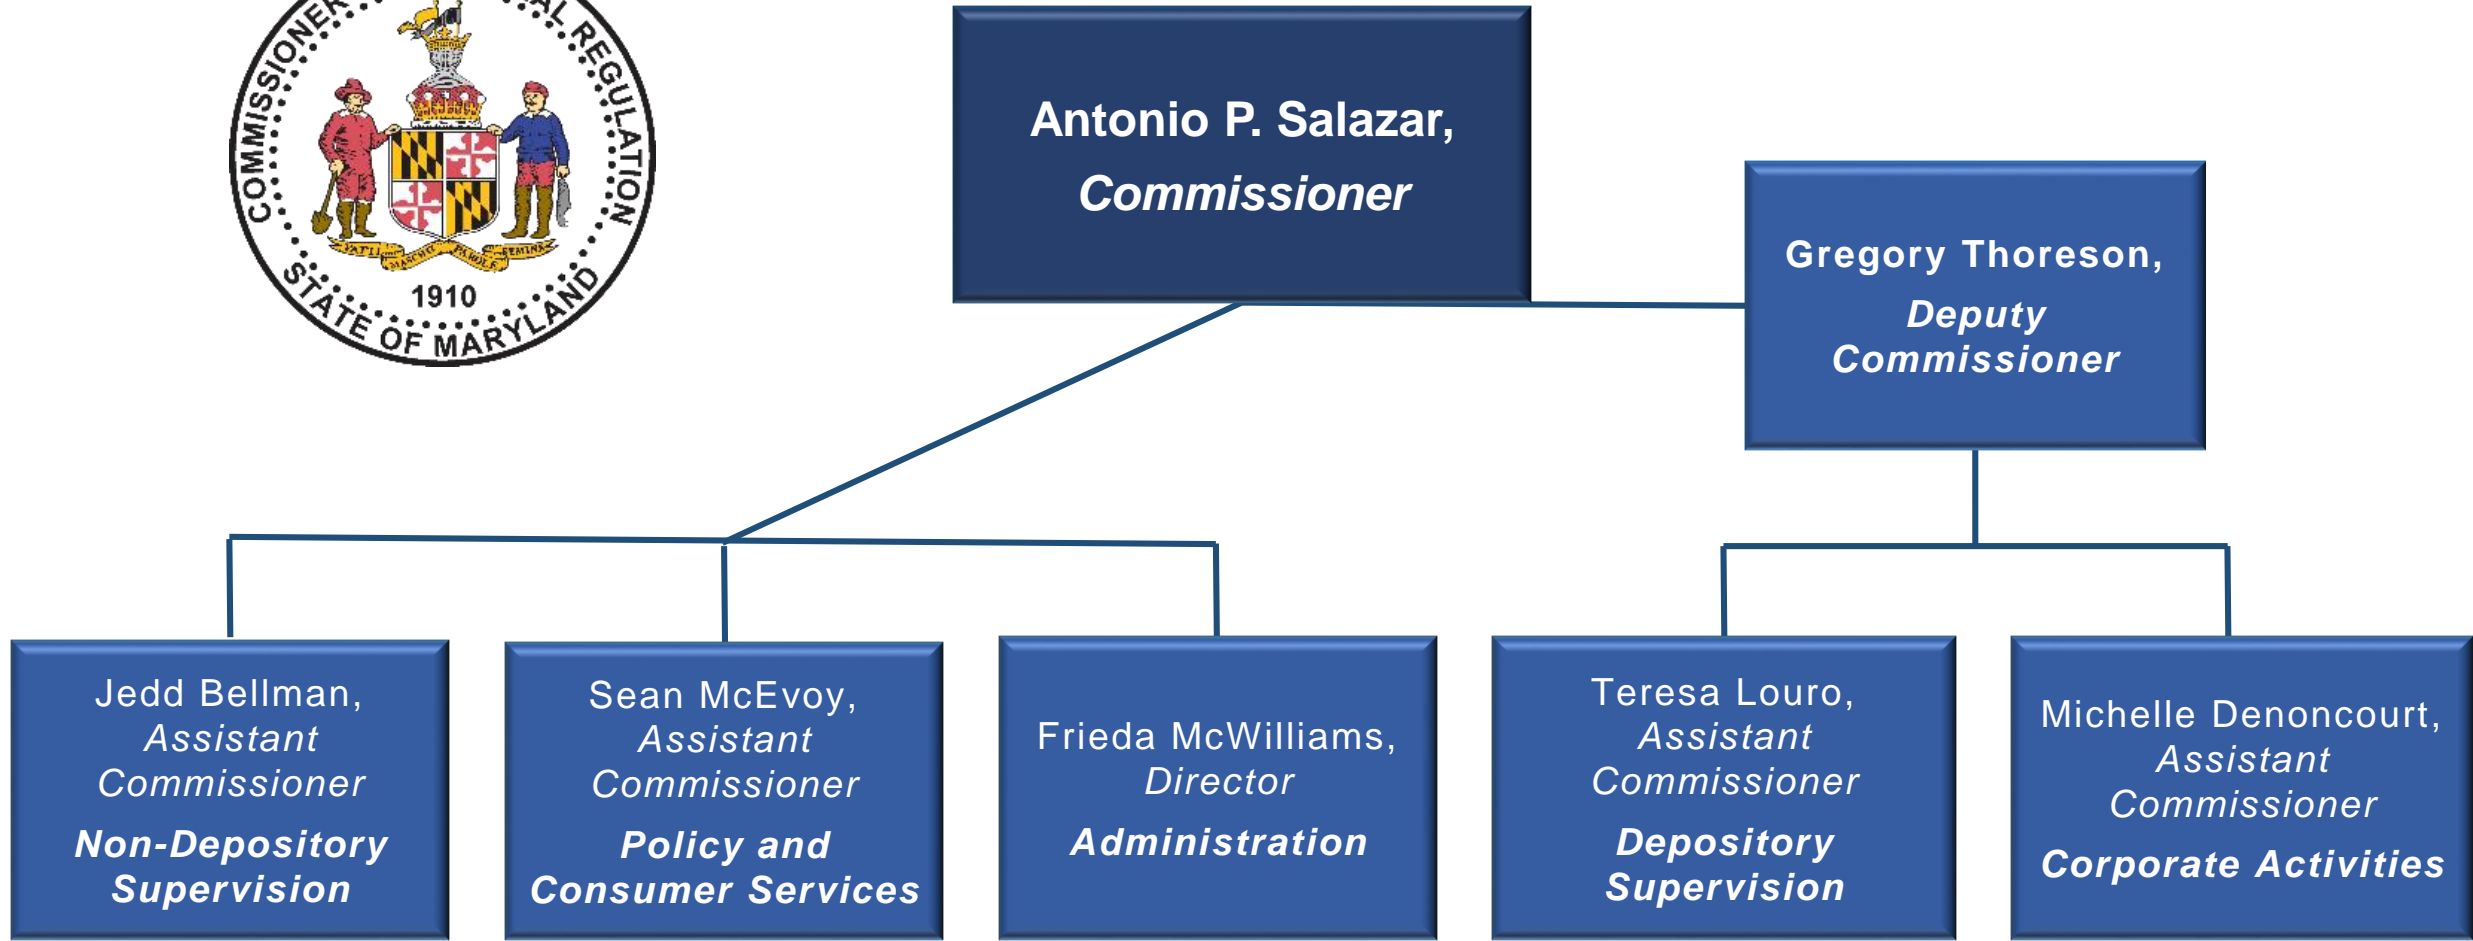 COMMISSIONER
REGULATION
STATE OF MARYLAND
1910
Antonio P. Salazar,
Commissioner
Gregory Thoreson,
Deputy
Commissioner
Jedd Bellman,
Assistant
Commissioner
Non-Depository
Supervision
Sean McEvoy,
Assistant
Commissioner
Policy and
Consumer Services
Frieda McWilliams,
Director
Administration
Teresa Louro,
Assistant
Commissioner
Depository
Supervision
Michelle Denoncourt,
Assistant
Commissioner
Corporate Activities